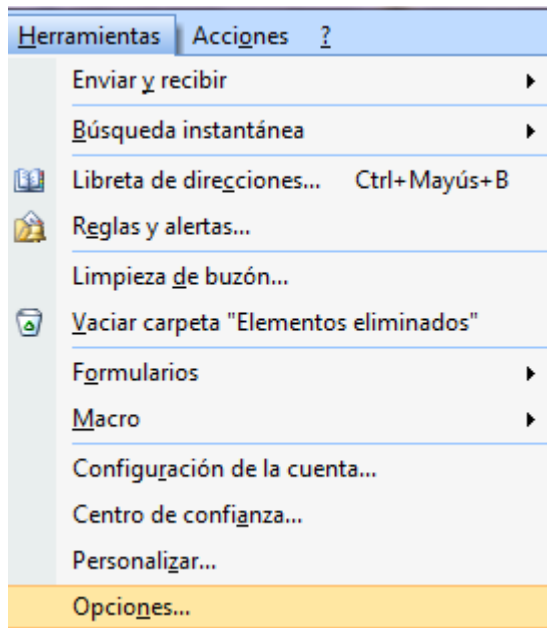 Herramientas Acciones ?
Enviar y recibir
Búsqueda instantánea
Libreta de direcciones... Ctrl+Mayús+B
Reglas y alertas...
Limpieza de buzón...
Vaciar carpeta "Elementos eliminados"
Formularios
Macro
Configuración de la cuenta...
Centro de confianza...
Personalizar...
Opciones...